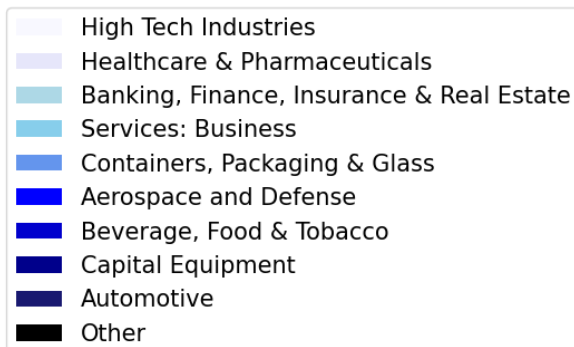 High Tech Industries
Healthcare & Pharmaceuticals
Banking, Finance, Insurance & Real Estate
Services: Business
Containers, Packaging & Glass
Aerospace and Defense
Beverage, Food & Tobacco
Capital Equipment
Automotive
Other